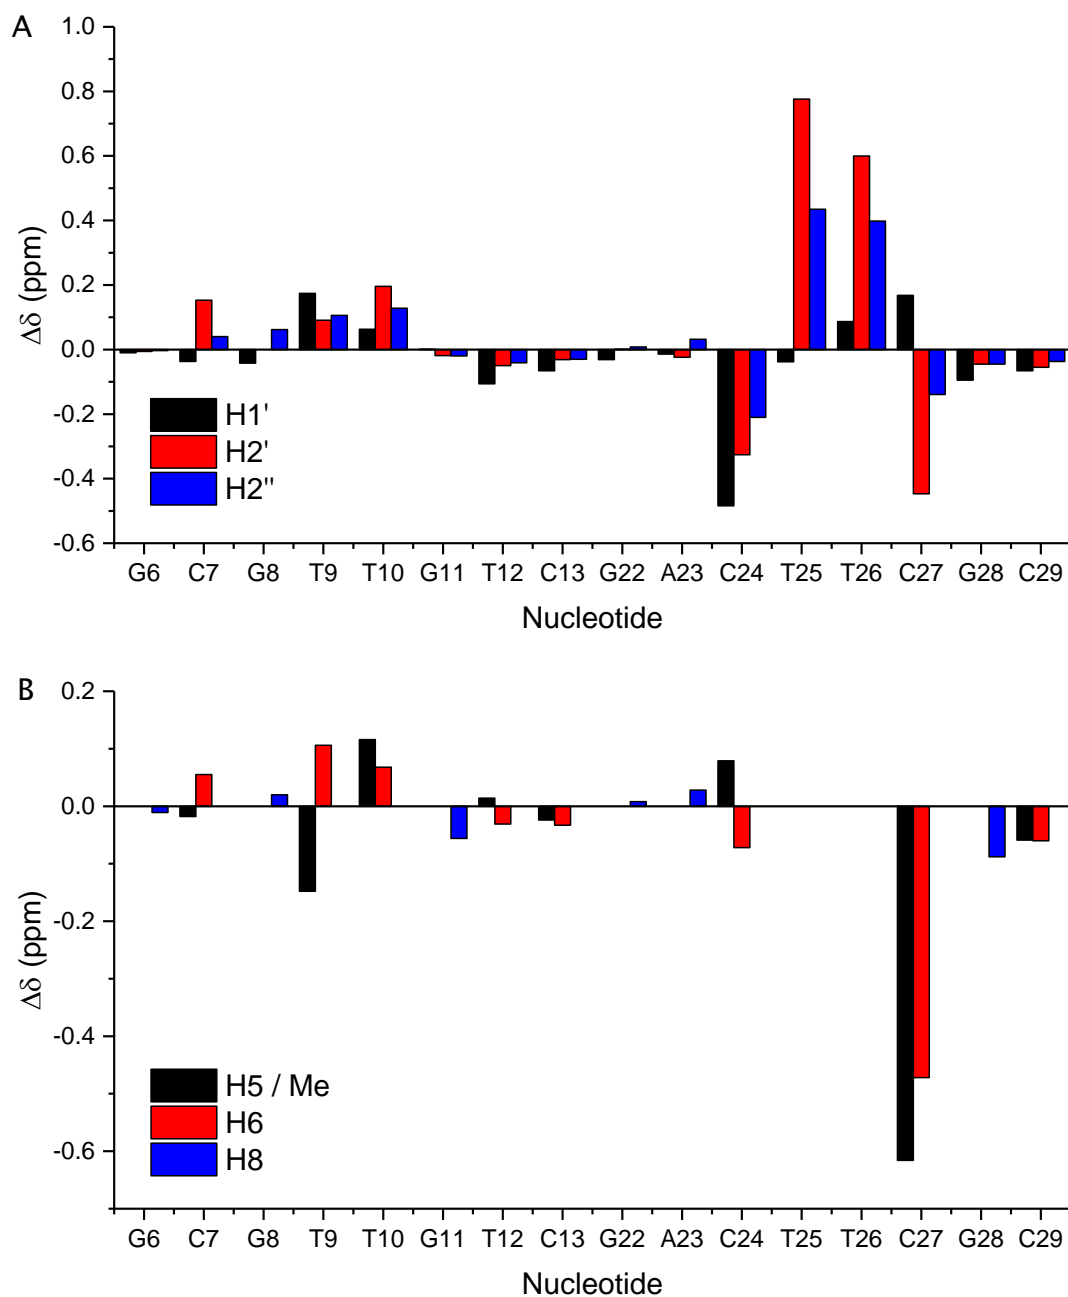 A
1.0
0.8
0.6
0.4
0.2
0.0
-0.2
-0.4
-0.6
Δδ (ppm)
H1'
H2'
H2"
G6 C7 G8 T9 T10 G11 T12 C13 G22 A23 C24 T25 T26 C27 G28 C29
Nucleotide
B
0.2
0.0
-0.2
-0.4
-0.6
Δδ (ppm)
H5 / Me
H6
H8
G6 C7 G8 T9 T10 G11 T12 C13 G22 A23 C24 T25 T26 C27 G28 C29
Nucleotide